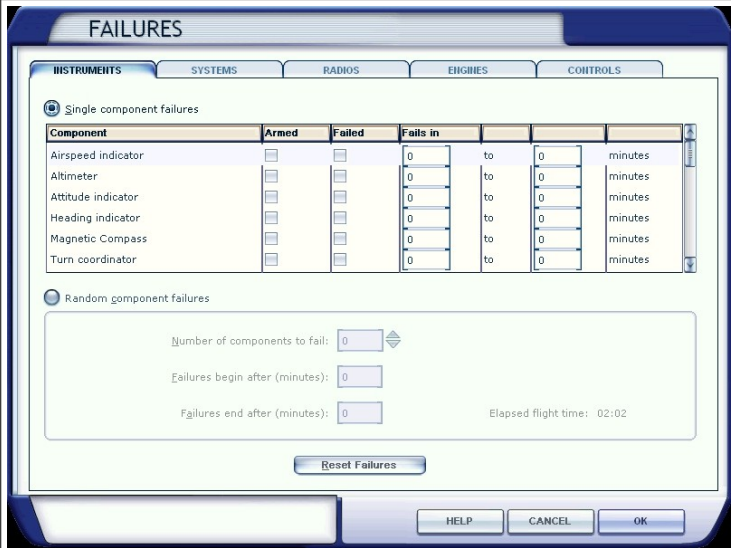 FAILURES
INSTRUMENTS SYSTEMS RADIOS ENGINES CONTROLS
Single component failures
Component Armed Failed Fails in
Airspeed indicator 0 to 0 minutes
Altimeter 0 to 0 minutes
Attitude indicator 0 to 0 minutes
Heading indicator 0 to 0 minutes
Magnetic Compass 0 to 0 minutes
Turn coordinator 0 to 0 minutes
Random component failures
Number of components to fail: 0
Failures begin after (minutes): 0
Failures end after (minutes): 0 Elapsed flight time: 02:02
Reset Failures
HELP CANCEL OK